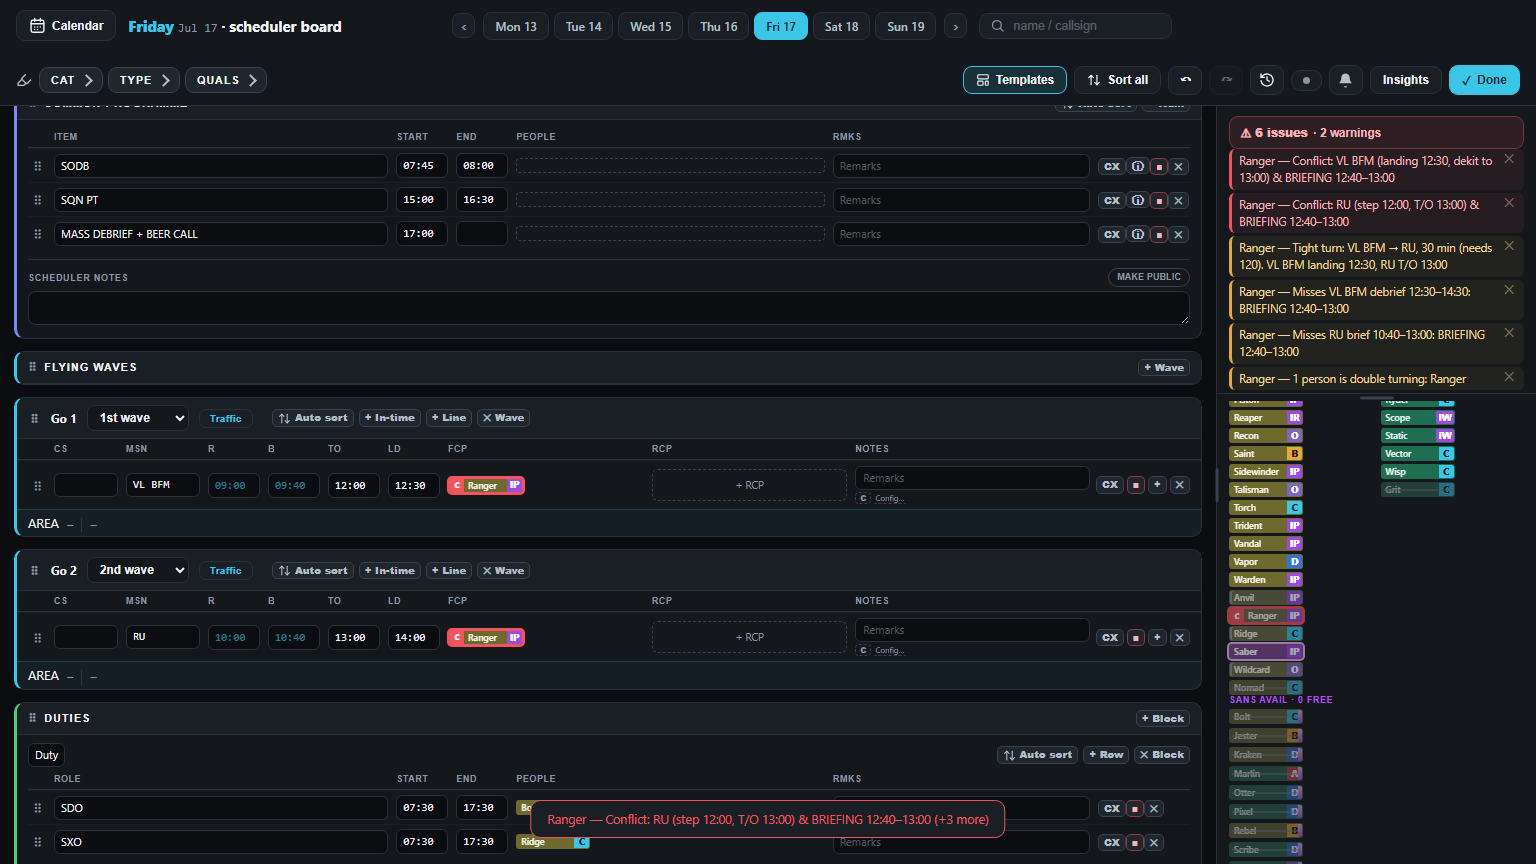 Calendar
Friday Jul 17 · scheduler board
‹ Mon 13 Tue 14 Wed 15 Thu 16 Fri 17 Sat 18 Sun 19 ›
name / callsign
CAT TYPE QUALS
Templates Sort all Insights ✓ Done
ITEM START END PEOPLE RMKS
SODB 07:45 08:00 Remarks CX
SQN PT 15:00 16:30 Remarks CX
MASS DEBRIEF + BEER CALL 17:00 Remarks CX
SCHEDULER NOTES MAKE PUBLIC
FLYING WAVES + Wave
Go 1 1st wave Traffic Auto sort + In-time + Line × Wave
CS MSN R B TO LD FCP RCP NOTES
VL BFM 09:00 09:40 12:00 12:30 C Ranger IP + RCP Remarks CX
C Config...
AREA – –
Go 2 2nd wave Traffic Auto sort + In-time + Line × Wave
CS MSN R B TO LD FCP RCP NOTES
RU 10:00 10:40 13:00 14:00 C Ranger IP + RCP Remarks CX
C Config...
AREA – –
DUTIES + Block
Duty Auto sort + Row × Block
ROLE START END PEOPLE RMKS
SDO 07:30 17:30 CX
SXO 07:30 17:30 Ridge C Remarks CX
Ranger — Conflict: RU (step 12:00, T/O 13:00) & BRIEFING 12:40–13:00 (+3 more)
⚠ 6 issues · 2 warnings
Ranger — Conflict: VL BFM (landing 12:30, dekit to
13:00) & BRIEFING 12:40–13:00
Ranger — Conflict: RU (step 12:00, T/O 13:00) &
BRIEFING 12:40–13:00
Ranger — Tight turn: VL BFM → RU, 30 min (needs
120). VL BFM landing 12:30, RU T/O 13:00
Ranger — Misses VL BFM debrief 12:30–14:30:
BRIEFING 12:40–13:00
Ranger — Misses RU brief 10:40–13:00: BRIEFING
12:40–13:00
Ranger — 1 person is double turning: Ranger
Reaper IR
Recon O
Saint B
Sidewinder IP
Talisman O
Torch C
Trident IP
Vandal IP
Vapor D
Warden IP
Anvil IP
C Ranger IP
Ridge C
Saber IP
Wildcard O
Nomad C
Scope IW
Static IW
Vector C
Wisp C
Grit C
SANS AVAIL · 0 FREE
Bolt C
Jester B
Kraken D
Marlin A
Otter D
Pixel D
Rebel B
Scribe D